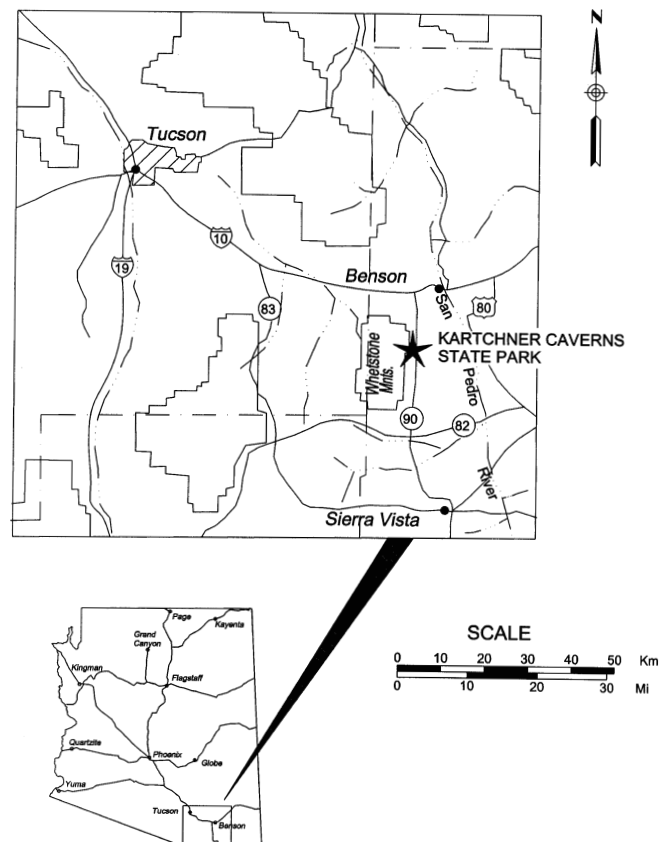 N
Tucson
10
19
Benson
83
San
80
KARTCHNER CAVERNS
STATE PARK
Whetstone
Mnts.
Pedro
90
82
River
Sierra Vista
Page
Kayenta
Grand
Canyon
Kingman
Flagstaff
Quartzite
Phoenix
Globe
Yuma
Tucson
Benson
SCALE
0 10 20 30 40 50 Km
0 10 20 30 Mi